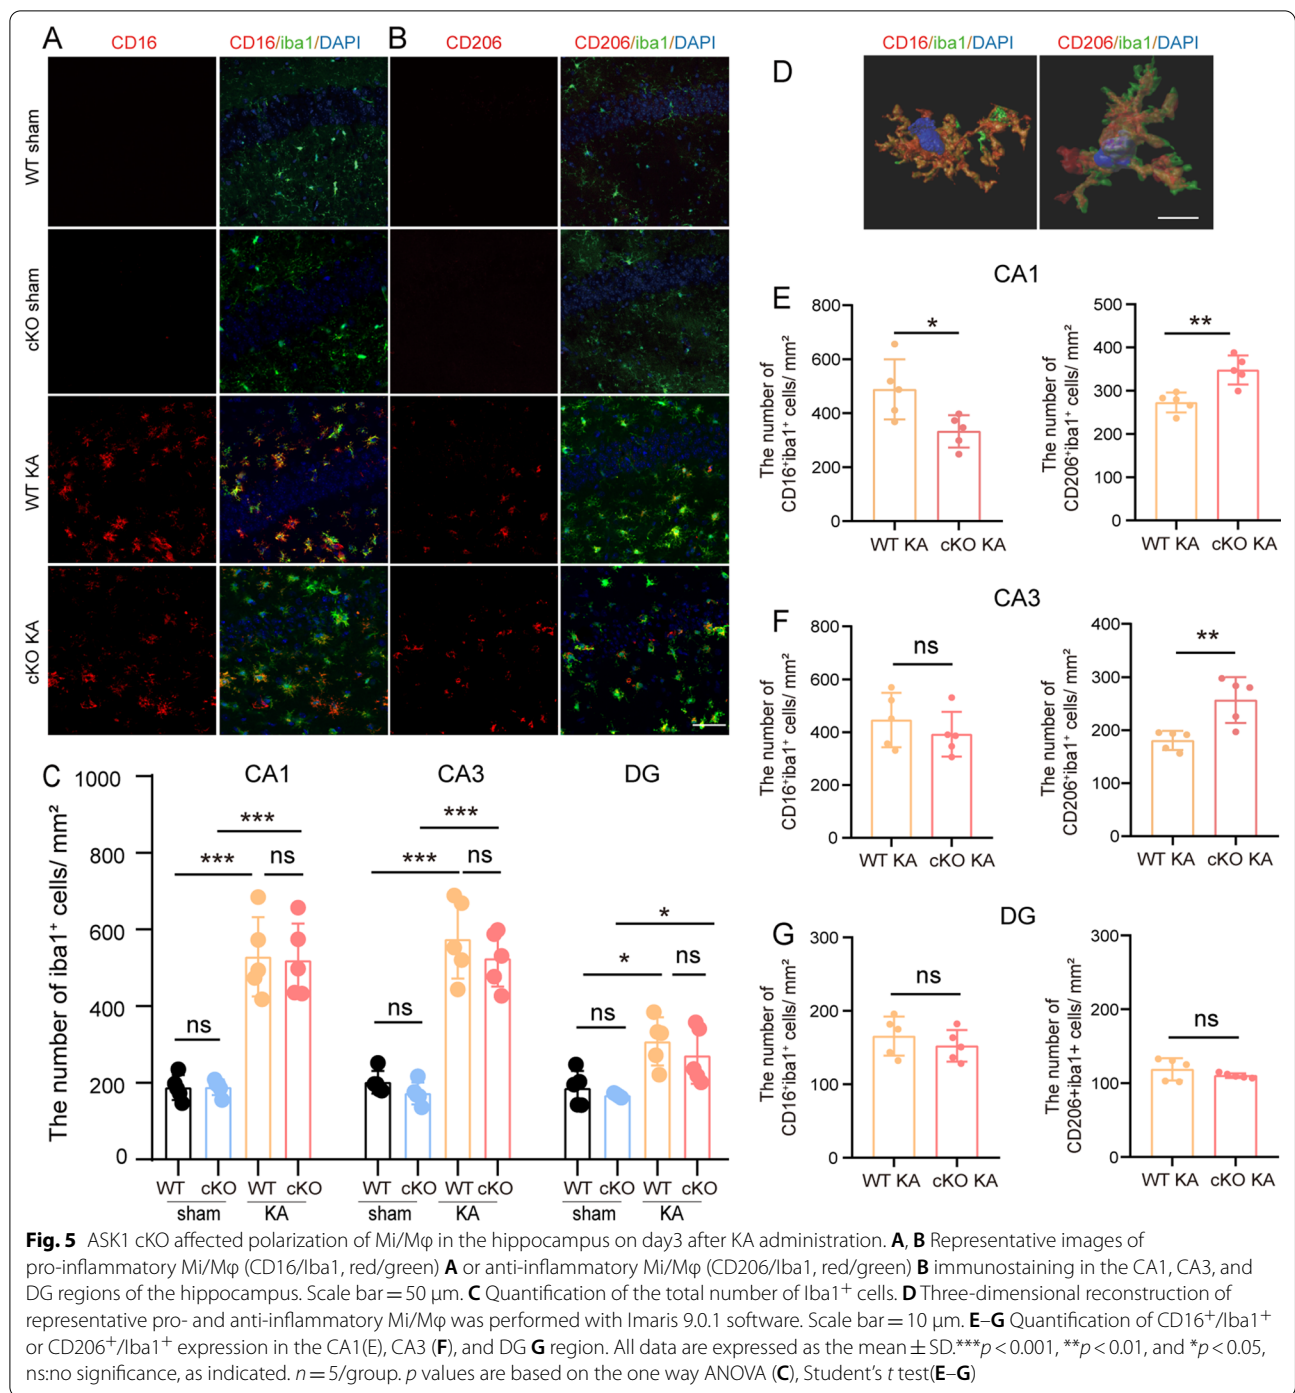 A
CD16
CD16/iba1/DAPI
B
CD206
CD206/iba1/DAPI
WT sham
cKO sham
WT KA
cKO KA
D
CD16/iba1/DAPI
CD206/iba1/DAPI
C
The number of iba1⁺ cells/ mm²
1000
800
600
400
200
0
CA1
CA3
DG
ns
***
***
ns
ns
***
***
ns
ns
*
*
ns
WT cKO WT cKO
sham KA
WT cKO WT cKO
sham KA
WT cKO WT cKO
sham KA
CA1
E
The number of
CD16⁺iba1⁺ cells/ mm²
800
600
400
200
0
*
WT KA cKO KA
The number of
CD206⁺iba1⁺ cells/ mm²
500
400
300
200
100
0
**
WT KA cKO KA
CA3
F
The number of
CD16⁺iba1⁺ cells/ mm²
800
600
400
200
0
ns
WT KA cKO KA
The number of
CD206⁺iba1⁺ cells/ mm²
400
300
200
100
0
**
WT KA cKO KA
DG
G
The number of
CD16⁺iba1⁺ cells/ mm²
300
200
100
0
ns
WT KA cKO KA
The number of
CD206+iba1+ cells/ mm²
300
200
100
0
ns
WT KA cKO KA
Fig. 5 ASK1 cKO affected polarization of Mi/Mφ in the hippocampus on day3 after KA administration. A, B Representative images of
pro-inflammatory Mi/Mφ (CD16/Iba1, red/green) A or anti-inflammatory Mi/Mφ (CD206/Iba1, red/green) B immunostaining in the CA1, CA3, and
DG regions of the hippocampus. Scale bar = 50 μm. C Quantification of the total number of Iba1⁺ cells. D Three-dimensional reconstruction of
representative pro- and anti-inflammatory Mi/Mφ was performed with Imaris 9.0.1 software. Scale bar = 10 μm. E–G Quantification of CD16⁺/Iba1⁺
or CD206⁺/Iba1⁺ expression in the CA1(E), CA3 (F), and DG G region. All data are expressed as the mean ± SD.***p < 0.001, **p < 0.01, and *p < 0.05,
ns:no significance, as indicated. n = 5/group. p values are based on the one way ANOVA (C), Student's t test(E–G)